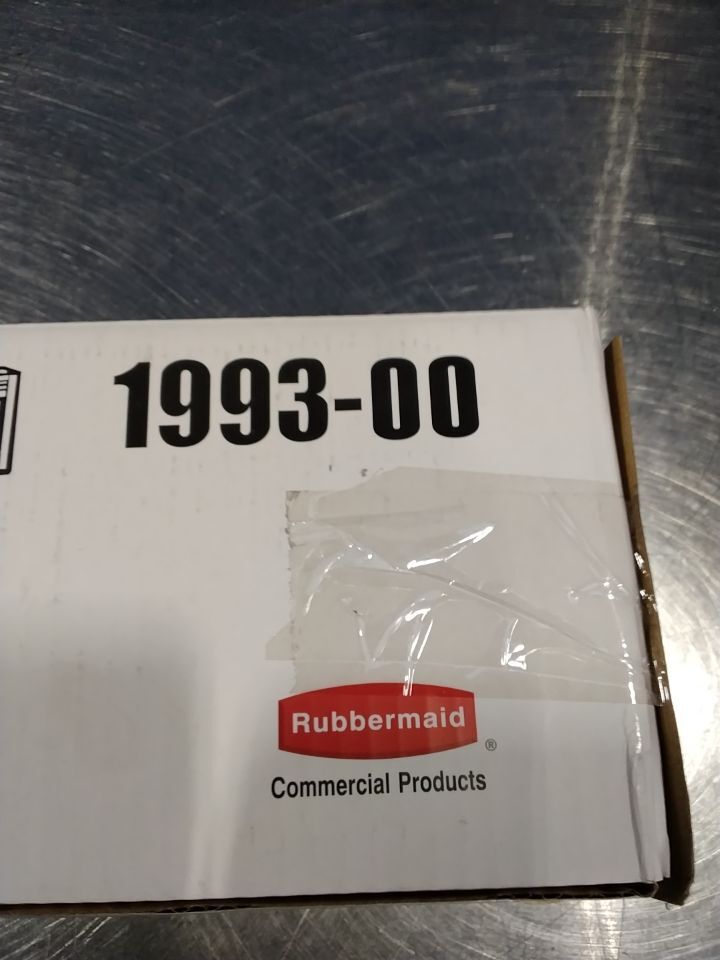 1993-00
Rubbermaid
®
Commercial Products